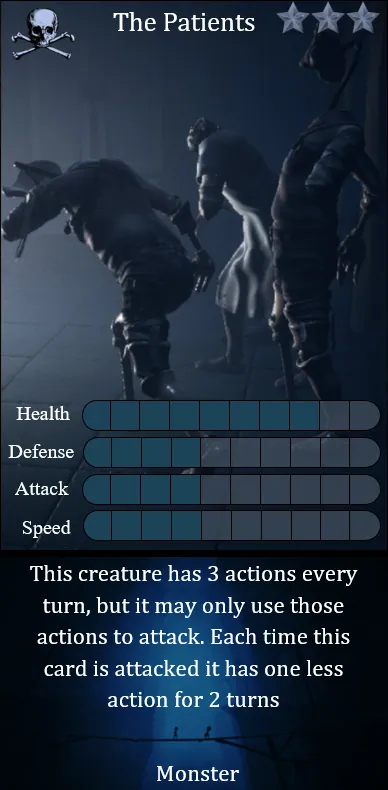 The Patients
Health
Defense
Attack
Speed
This creature has 3 actions every
turn, but it may only use those
actions to attack. Each time this
card is attacked it has one less
action for 2 turns
Monster